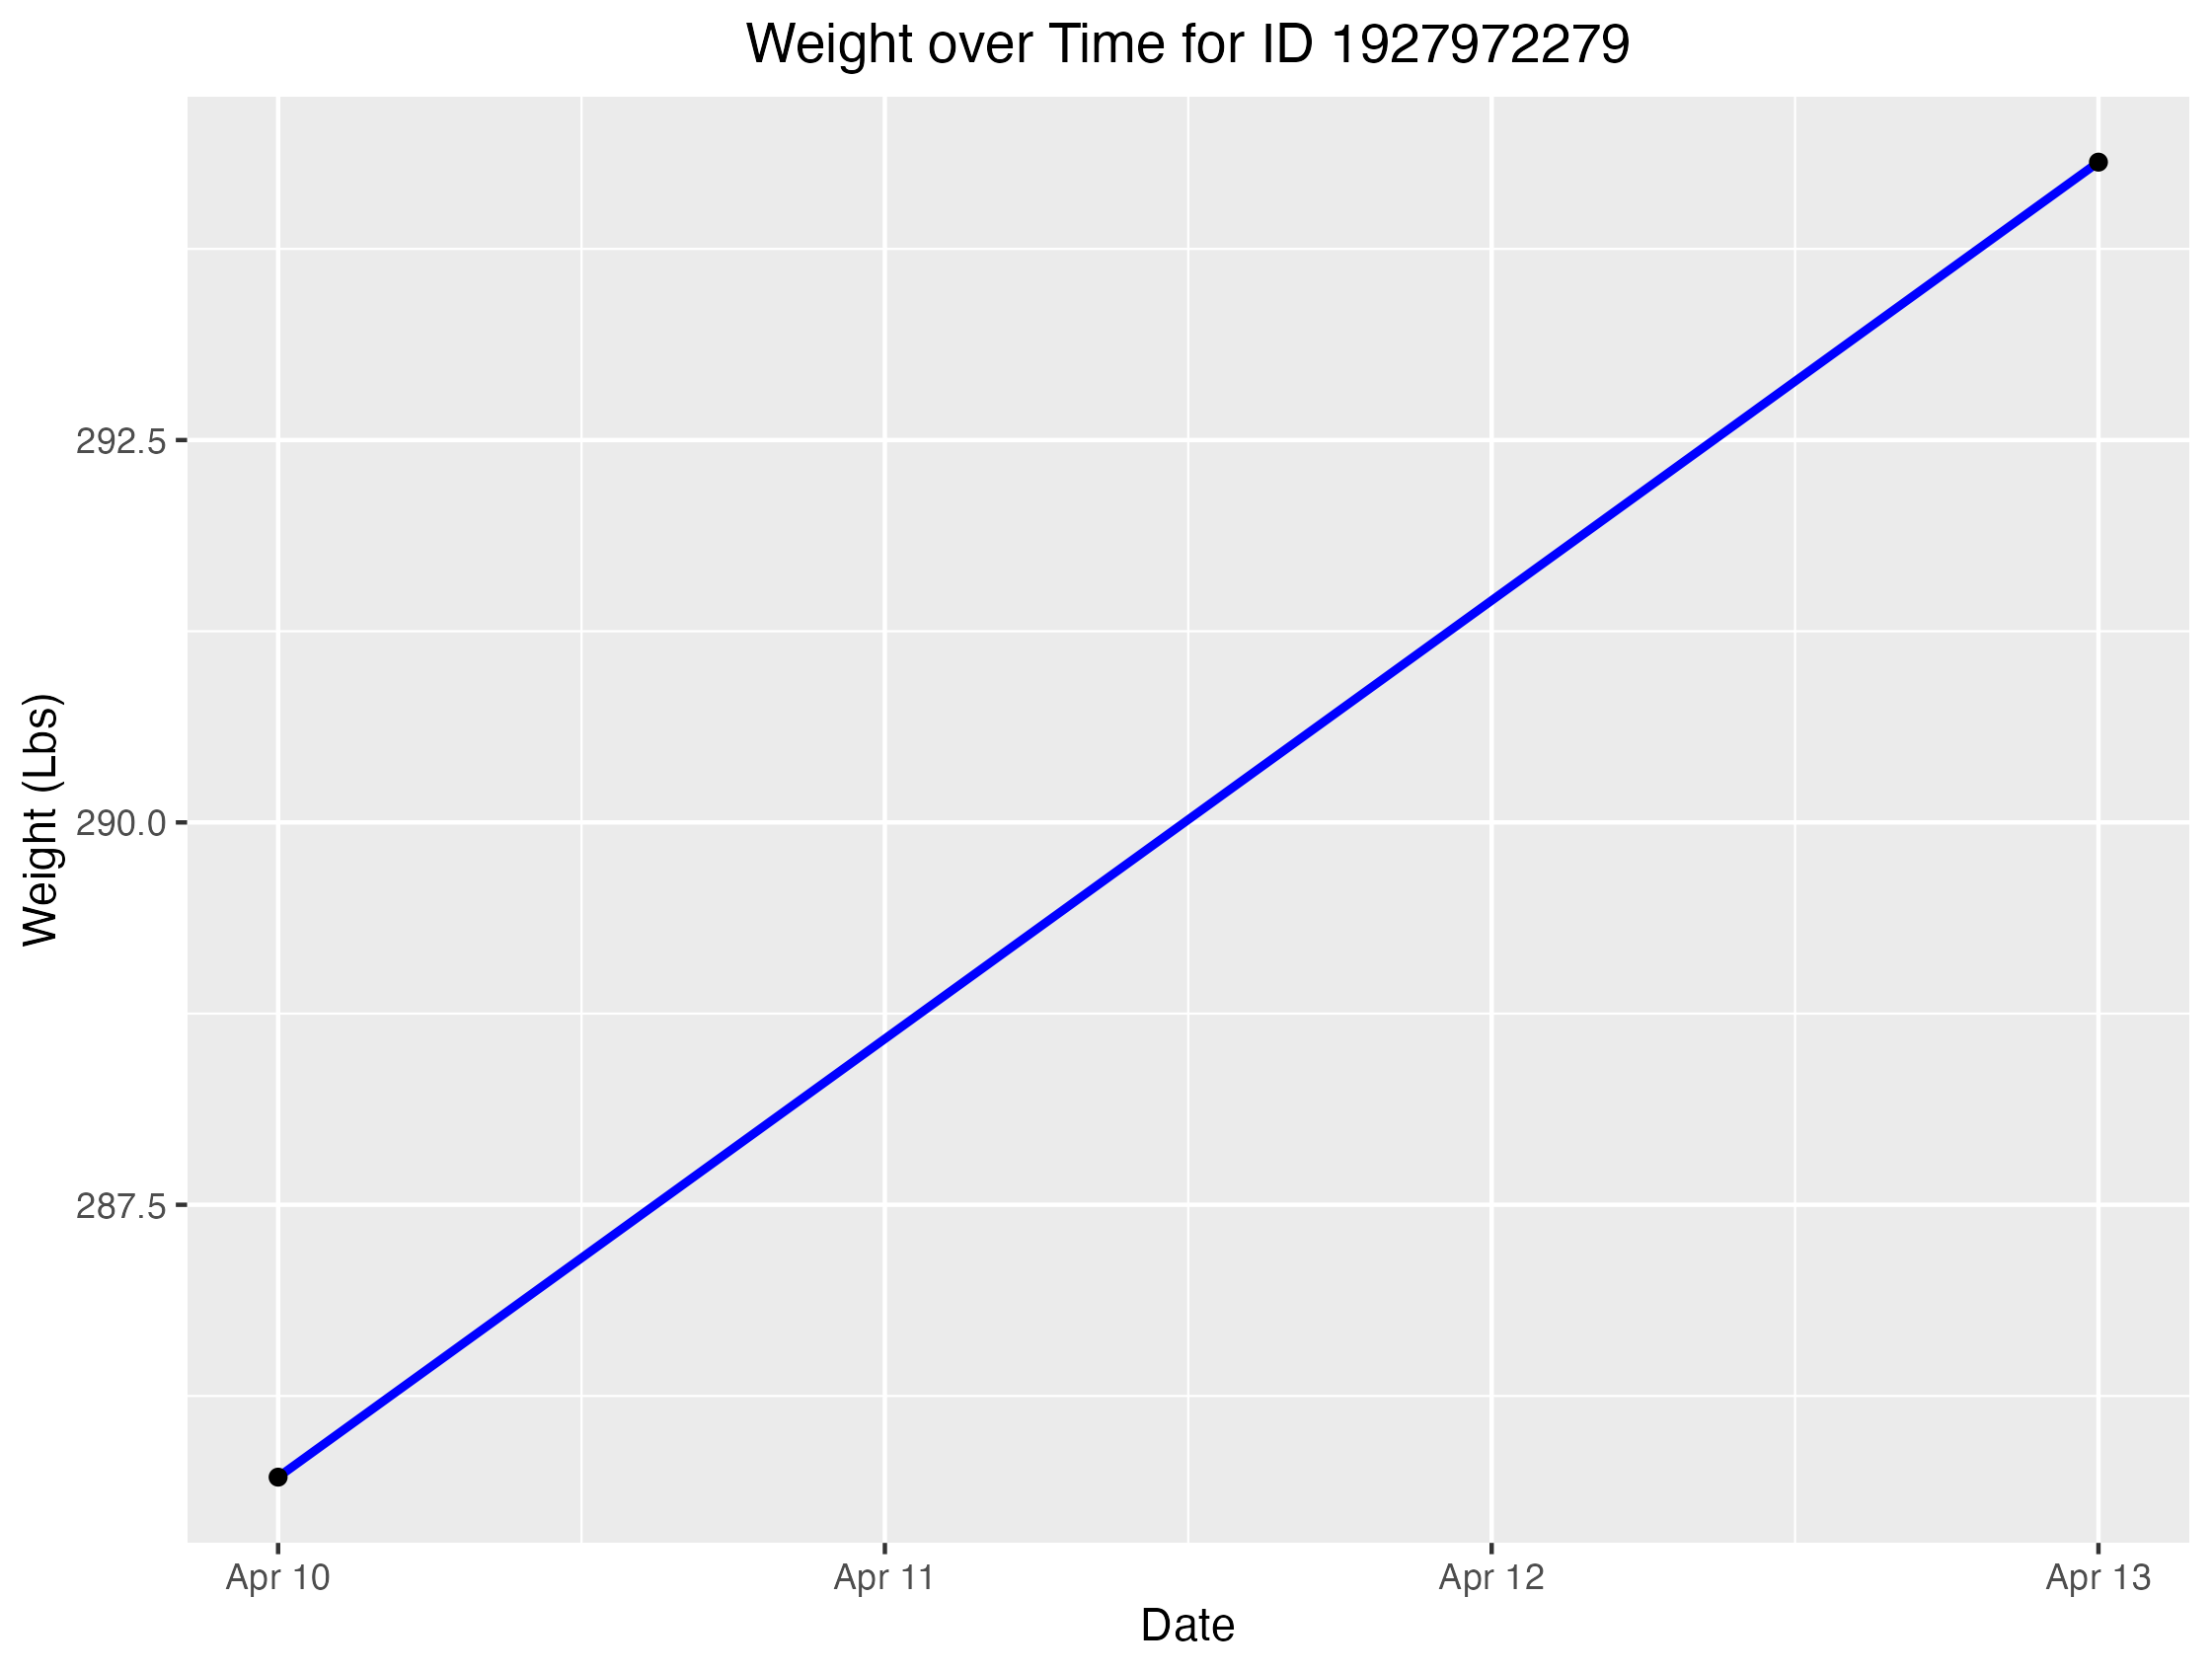 Weight over Time for ID 1927972279
Weight (Lbs)
292.5
290.0
287.5
Apr 10
Apr 11
Apr 12
Apr 13
Date